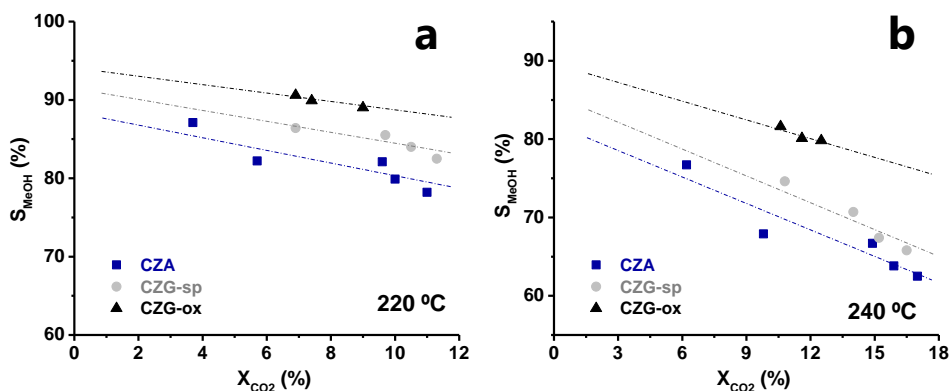 a
100
90
80
70
60
S_MeOH (%)
CZA
CZG-sp
CZG-ox
220 ºC
0 2 4 6 8 10 12
X_CO2 (%)
b
90
80
70
60
S_MeOH (%)
CZA
CZG-sp
CZG-ox
240 ºC
0 3 6 9 12 15 18
X_CO2 (%)